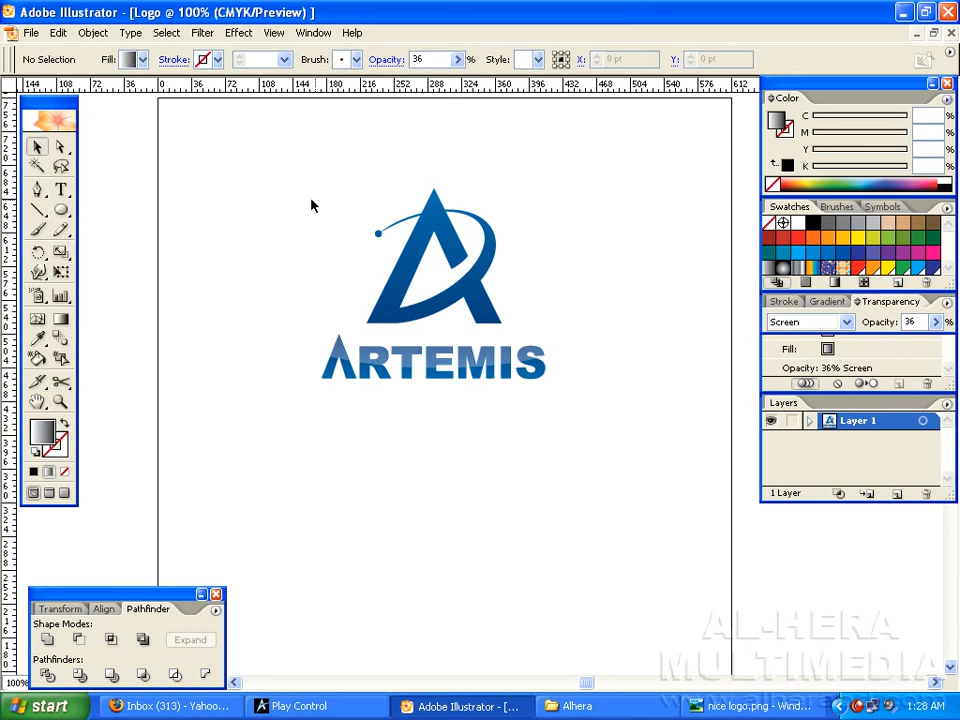 Adobe Illustrator - [Logo @ 100% (CMYK/Preview) ]
File Edit Object Type Select Filter Effect View Window Help
No Selection Fill: Stroke: Brush: Opacity: 36 % Style: X: 0 pt Y: 0 pt
144 108 72 36 0 36 72 108 144 180 216 252 288 324 360 396 432 468 504 540 576 612
Color
C %
M %
Y %
K %
Swatches Brushes Symbols
Stroke Gradient Transparency
Screen Opacity: 36 %
Fill:
Opacity: 36% Screen
Layers
Layer 1
1 Layer
ARTEMIS
Transform Align Pathfinder
Shape Modes:
Expand
Pathfinders:
100%
AL-HERA
MULTIMEDIA
start Inbox (313) - Yahoo... Play Control Adobe Illustrator - [... Alhera nice logo.png - Wind... 1:28 AM